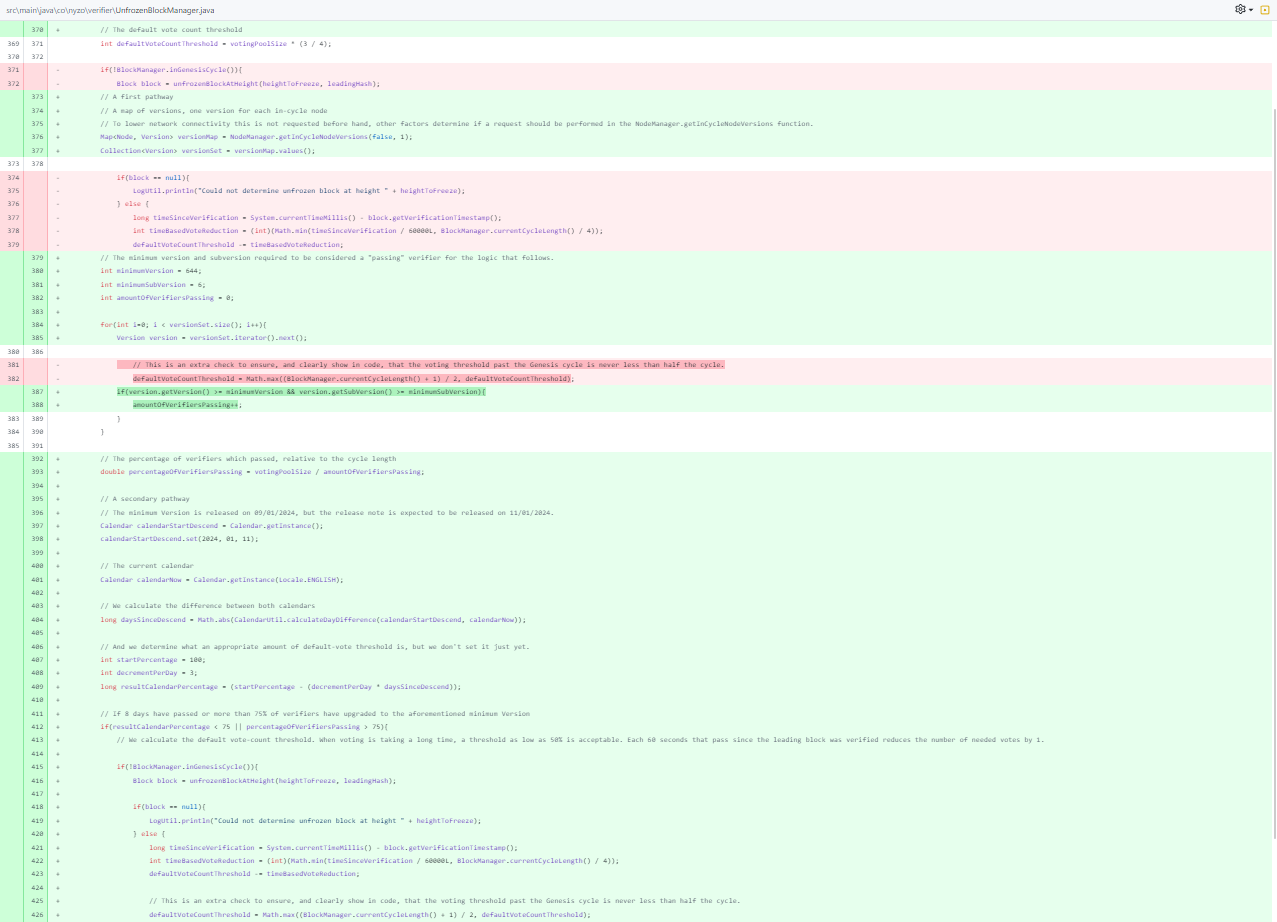 src\main\java\co\nyzo\verifier\UnfrozenBlockManager.java
370 + // The default vote count threshold
369 371 int defaultVoteCountThreshold = votingPoolSize * (3 / 4);
370 372
371 - if(!BlockManager.inGenesisCycle()){
372 - Block block = unfrozenBlockAtHeight(heightToFreeze, leadingHash);
373 + // A first pathway
374 + // A map of versions, one version for each in-cycle node
375 + // To lower network connectivity this is not requested before hand, other factors determine if a request should be performed in the NodeManager.getInCycleNodeVersions function.
376 + Map<Node, Version> versionMap = NodeManager.getInCycleNodeVersions(false, 1);
377 + Collection<Version> versionSet = versionMap.values();
373 378
374 - if(block == null){
375 - LogUtil.println("Could not determine unfrozen block at height " + heightToFreeze);
376 - } else {
377 - long timeSinceVerification = System.currentTimeMillis() - block.getVerificationTimestamp();
378 - int timeBasedVoteReduction = (int)(Math.min(timeSinceVerification / 60000L, BlockManager.currentCycleLength() / 4));
379 - defaultVoteCountThreshold -= timeBasedVoteReduction;
379 + // The minimum version and subversion required to be considered a "passing" verifier for the logic that follows.
380 + int minimumVersion = 644;
381 + int minimumSubVersion = 6;
382 + int amountOfVerifiersPassing = 0;
383 +
384 + for(int i=0; i < versionSet.size(); i++){
385 + Version version = versionSet.iterator().next();
380 386
381 - // This is an extra check to ensure, and clearly show in code, that the voting threshold past the Genesis cycle is never less than half the cycle.
382 - defaultVoteCountThreshold = Math.max((BlockManager.currentCycleLength() + 1) / 2, defaultVoteCountThreshold);
387 + if(version.getVersion() >= minimumVersion && version.getSubVersion() >= minimumSubVersion){
388 + amountOfVerifiersPassing++;
383 389 }
384 390 }
385 391
392 + // The percentage of verifiers which passed, relative to the cycle length
393 + double percentageOfVerifiersPassing = votingPoolSize / amountOfVerifiersPassing;
394 +
395 + // A secondary pathway
396 + // The minimum Version is released on 09/01/2024, but the release note is expected to be released on 11/01/2024.
397 + Calendar calendarStartDescend = Calendar.getInstance();
398 + calendarStartDescend.set(2024, 01, 11);
399 +
400 + // The current calendar
401 + Calendar calendarNow = Calendar.getInstance(Locale.ENGLISH);
402 +
403 + // We calculate the difference between both calendars
404 + long daysSinceDescend = Math.abs(CalendarUtil.calculateDayDifference(calendarStartDescend, calendarNow));
405 +
406 + // And we determine what an appropriate amount of default-vote threshold is, but we don't set it just yet.
407 + int startPercentage = 100;
408 + int decrementPerDay = 3;
409 + long resultCalendarPercentage = (startPercentage - (decrementPerDay * daysSinceDescend));
410 +
411 + // If 8 days have passed or more than 75% of verifiers have upgraded to the aforementioned minimum Version
412 + if(resultCalendarPercentage < 75 || percentageOfVerifiersPassing > 75){
413 + // We calculate the default vote-count threshold. When voting is taking a long time, a threshold as low as 50% is acceptable. Each 60 seconds that pass since the leading block was verified reduces the number of needed votes by 1.
414 +
415 + if(!BlockManager.inGenesisCycle()){
416 + Block block = unfrozenBlockAtHeight(heightToFreeze, leadingHash);
417 +
418 + if(block == null){
419 + LogUtil.println("Could not determine unfrozen block at height " + heightToFreeze);
420 + } else {
421 + long timeSinceVerification = System.currentTimeMillis() - block.getVerificationTimestamp();
422 + int timeBasedVoteReduction = (int)(Math.min(timeSinceVerification / 60000L, BlockManager.currentCycleLength() / 4));
423 + defaultVoteCountThreshold -= timeBasedVoteReduction;
424 +
425 + // This is an extra check to ensure, and clearly show in code, that the voting threshold past the Genesis cycle is never less than half the cycle.
426 + defaultVoteCountThreshold = Math.max((BlockManager.currentCycleLength() + 1) / 2, defaultVoteCountThreshold);